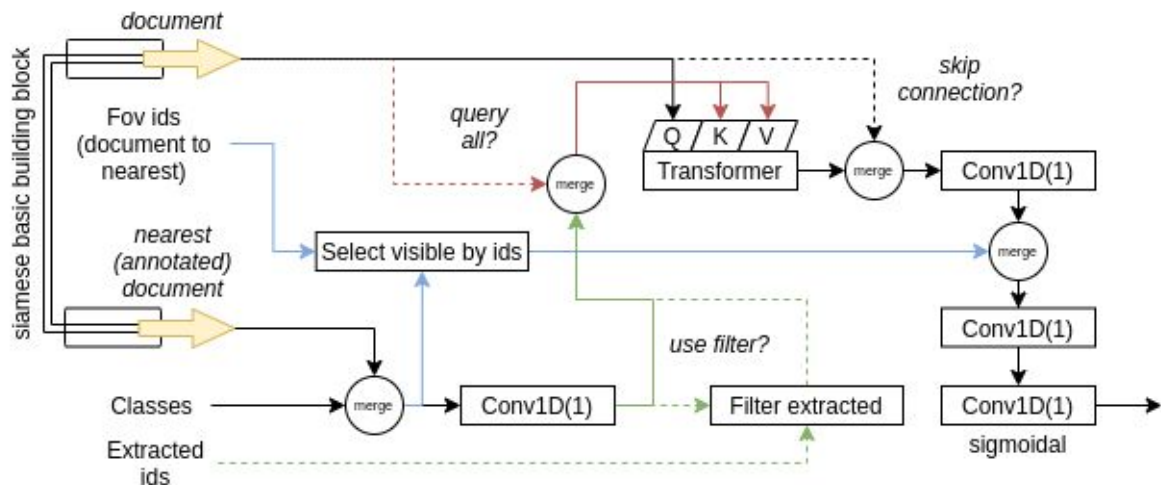 document
siamese basic building block
skip
connection?
query
all?
Fov ids
(document to
nearest)
Q K V
Transformer
merge
merge
Conv1D(1)
nearest
(annotated)
document
Select visible by ids
merge
Conv1D(1)
use filter?
Classes
merge
Conv1D(1)
Filter extracted
Conv1D(1)
sigmoidal
Extracted
ids